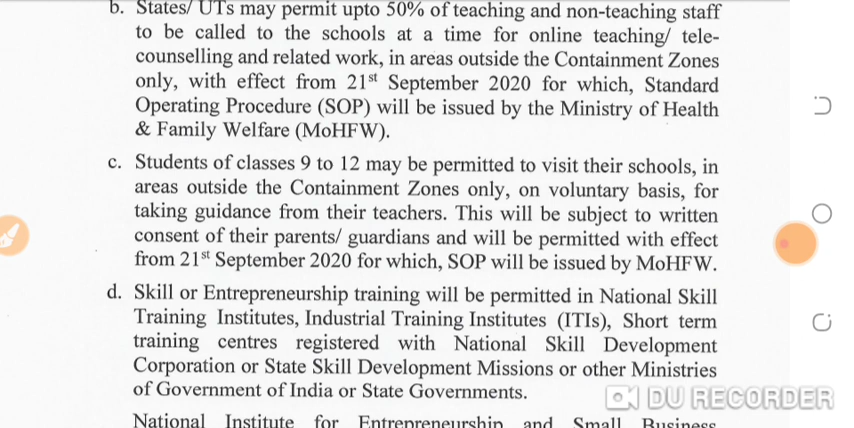 b. States/ UTs may permit upto 50% of teaching and non-teaching staff
to be called to the schools at a time for online teaching/ tele-
counselling and related work, in areas outside the Containment Zones
only, with effect from 21st September 2020 for which, Standard
Operating Procedure (SOP) will be issued by the Ministry of Health
& Family Welfare (MoHFW).
c. Students of classes 9 to 12 may be permitted to visit their schools, in
areas outside the Containment Zones only, on voluntary basis, for
taking guidance from their teachers. This will be subject to written
consent of their parents/ guardians and will be permitted with effect
from 21st September 2020 for which, SOP will be issued by MoHFW.
d. Skill or Entrepreneurship training will be permitted in National Skill
Training Institutes, Industrial Training Institutes (ITIs), Short term
training centres registered with National Skill Development
Corporation or State Skill Development Missions or other Ministries
of Government of India or State Governments.
National Institute for Entrepreneurship and Small Business
DU RECORDER